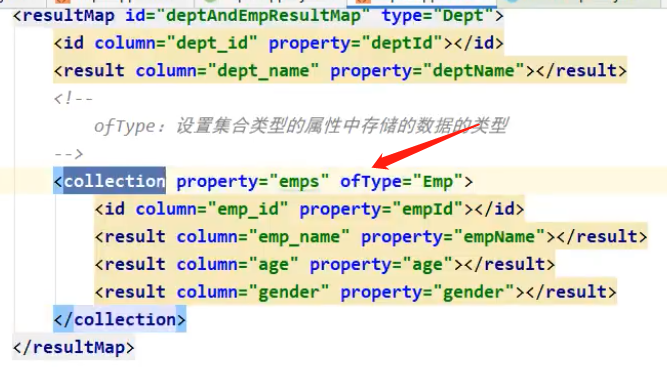 <resultMap id="deptAndEmpResultMap" type="Dept">
<id column="dept_id" property="deptId"></id>
<result column="dept_name" property="deptName"></result>
<!--
ofType：设置集合类型的属性中存储的数据的类型
-->
<collection property="emps" ofType="Emp">
<id column="emp_id" property="empId"></id>
<result column="emp_name" property="empName"></result>
<result column="age" property="age"></result>
<result column="gender" property="gender"></result>
</collection>
</resultMap>